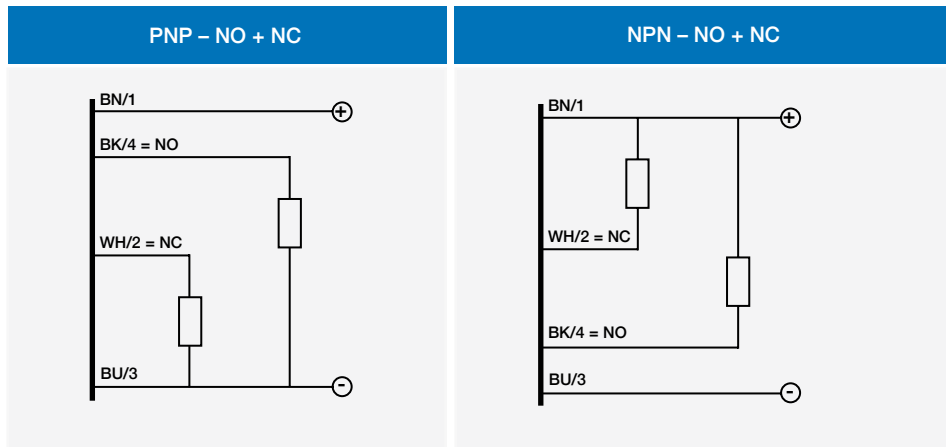 PNP – NO + NC
BN/1
+
BK/4 = NO
WH/2 = NC
BU/3
-
NPN – NO + NC
BN/1
+
WH/2 = NC
BK/4 = NO
BU/3
-